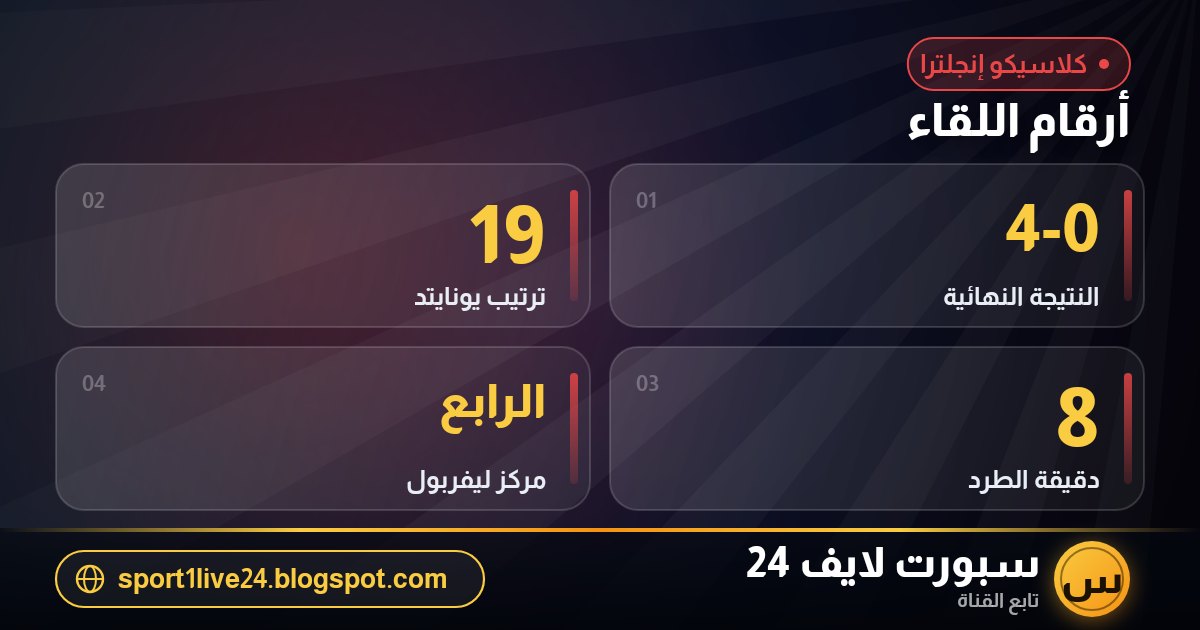 كلاسيكو إنجلترا
أرقام اللقاء
01
4-0
النتيجة النهائية
02
19
ترتيب يونايتد
03
8
دقيقة الطرد
04
الرابع
مركز ليفربول
س
سبورت لايف 24
تابع القناة
sport1live24.blogspot.com